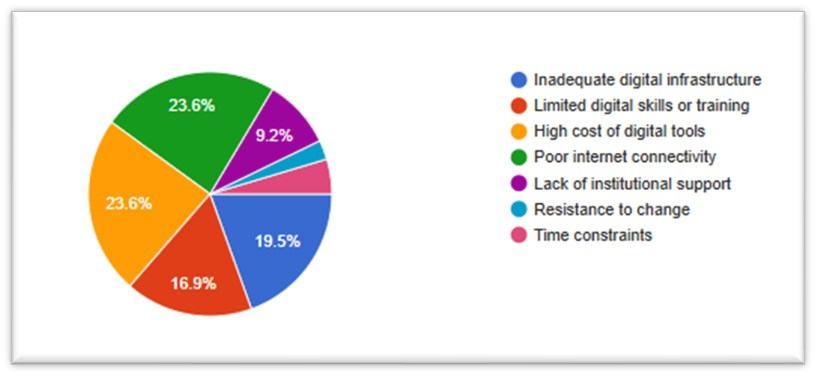 23.6%
9.2%
23.6%
19.5%
16.9%
Inadequate digital infrastructure
Limited digital skills or training
High cost of digital tools
Poor internet connectivity
Lack of institutional support
Resistance to change
Time constraints